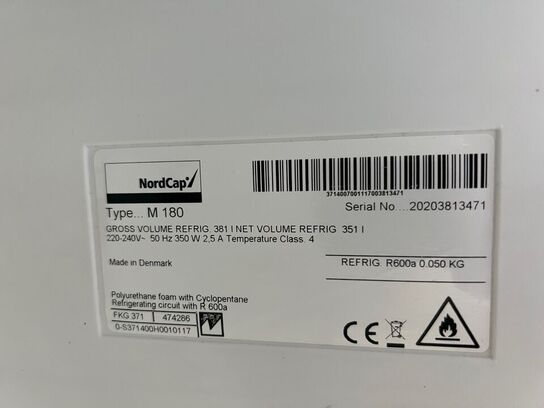 NordCap
3714007001117003813471
Type... M 180
Serial No....20203813471
GROSS VOLUME REFRIG. 381 l NET VOLUME REFRIG 351 l
220-240V~ 50 Hz 350 W 2,5 A Temperature Class. 4
Made in Denmark
REFRIG. R600a 0.050 KG
Polyurethane foam with Cyclopentane
Refrigerating circuit with R 600a
FKG 371 474286
0-S371400H0010117
CE